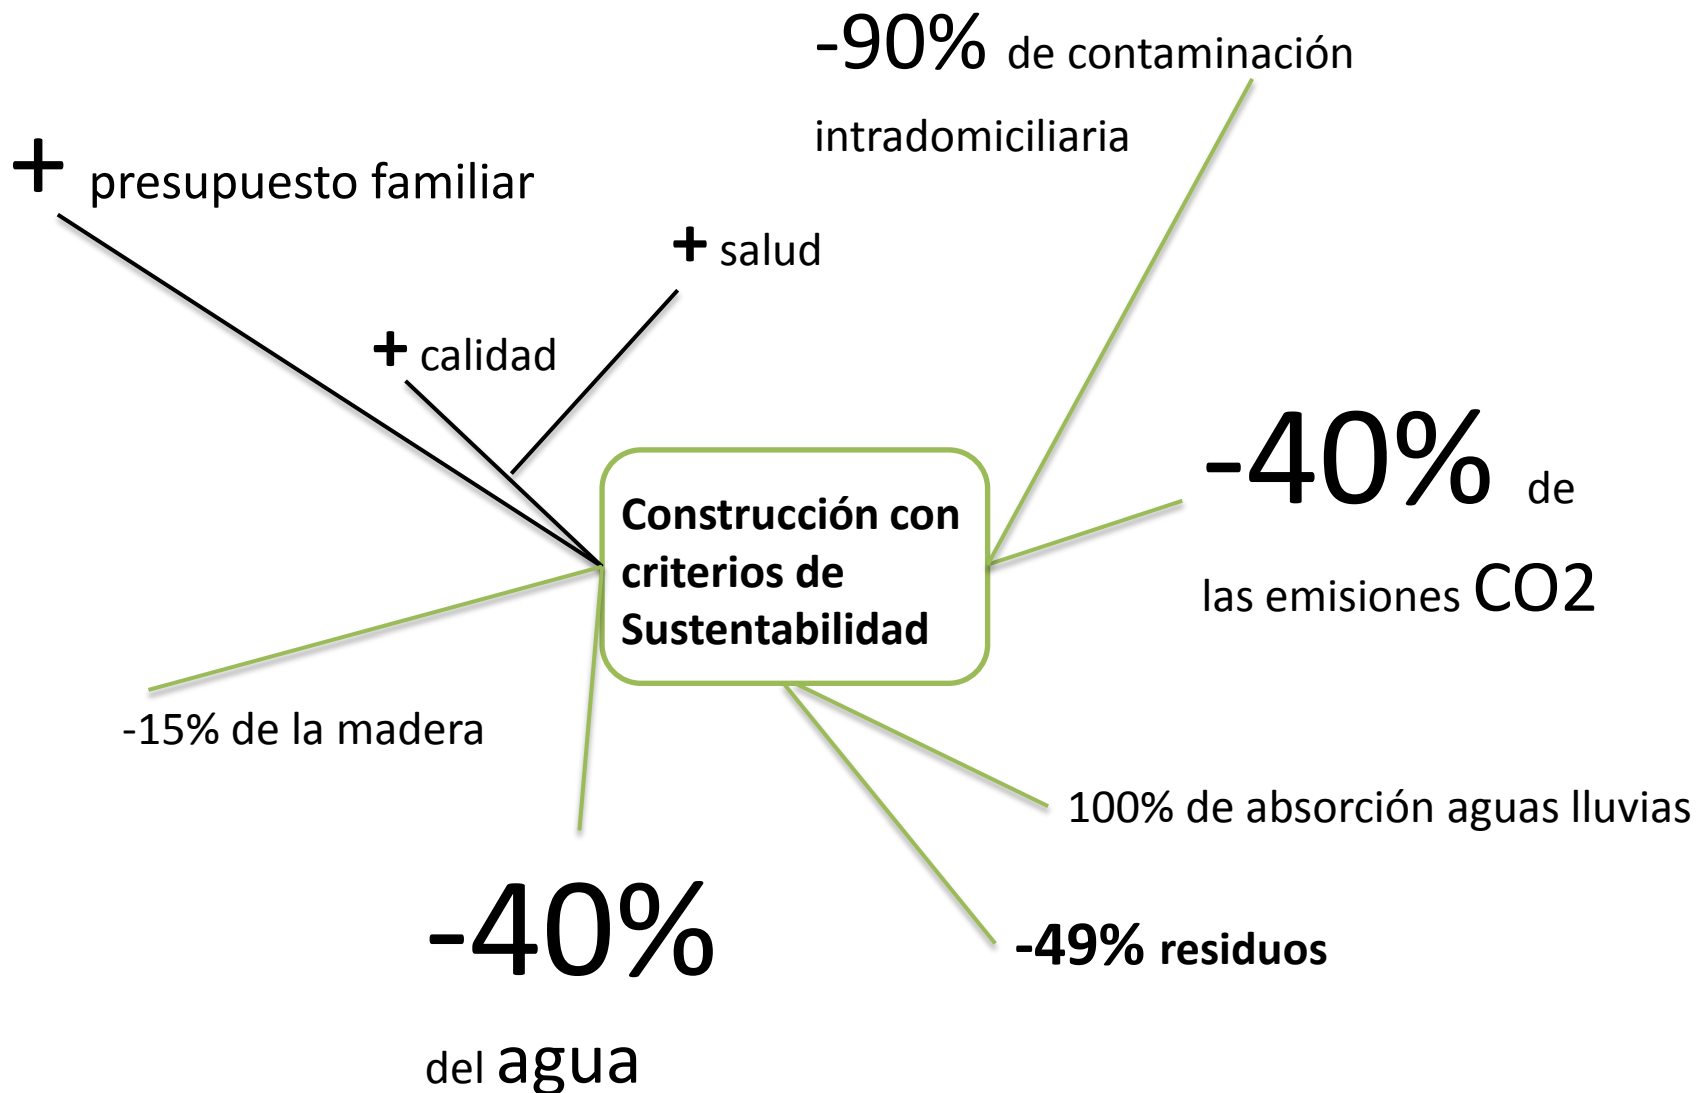 -90% de contaminación
intradomiciliaria
+ presupuesto familiar
+ salud
+ calidad
-40% de
las emisiones CO2
Construcción con
criterios de
Sustentabilidad
-15% de la madera
100% de absorción aguas lluvias
-40%
del agua
-49% residuos